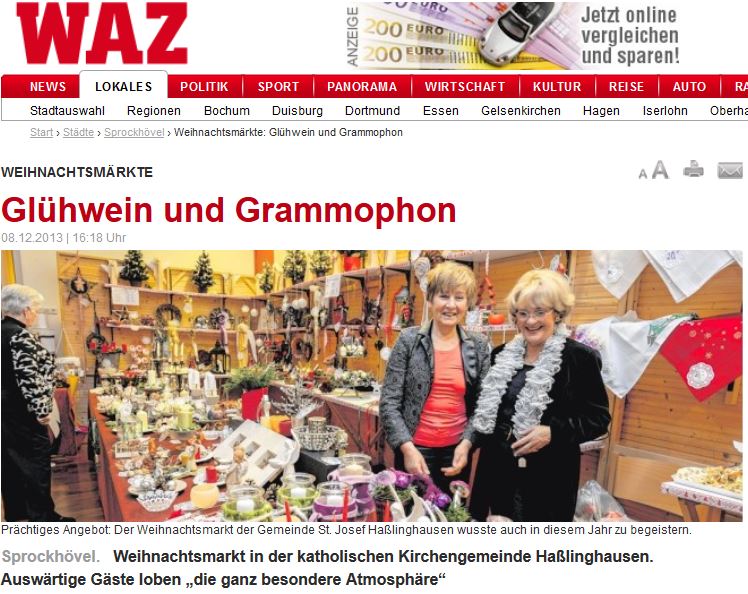 WAZ
ANZEIGE
200 EURO
200 EURO
Jetzt online
vergleichen
und sparen!
NEWS LOKALES POLITIK SPORT PANORAMA WIRTSCHAFT KULTUR REISE AUTO RA
Stadtauswahl Regionen Bochum Duisburg Dortmund Essen Gelsenkirchen Hagen Iserlohn Oberha
Start › Städte › Sprockhövel › Weihnachtsmärkte: Glühwein und Grammophon
WEIHNACHTSMÄRKTE
A A
Glühwein und Grammophon
08.12.2013 | 16:18 Uhr
Prächtiges Angebot: Der Weihnachtsmarkt der Gemeinde St. Josef Haßlinghausen wusste auch in diesem Jahr zu begeistern.
Sprockhövel. Weihnachtsmarkt in der katholischen Kirchengemeinde Haßlinghausen.
Auswärtige Gäste loben „die ganz besondere Atmosphäre“